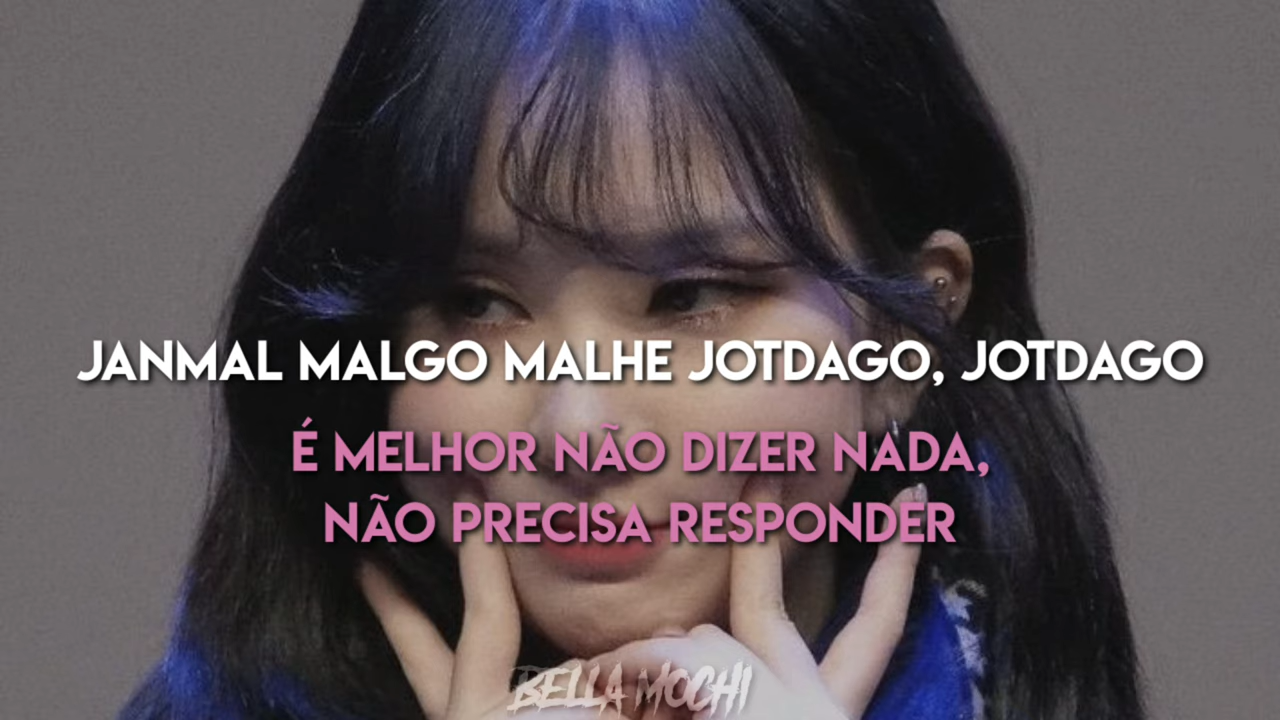 JANMAL MALGO MALHE JOTDAGO, JOTDAGO
É MELHOR NÃO DIZER NADA,
NÃO PRECISA RESPONDER
BELLA MOCHI